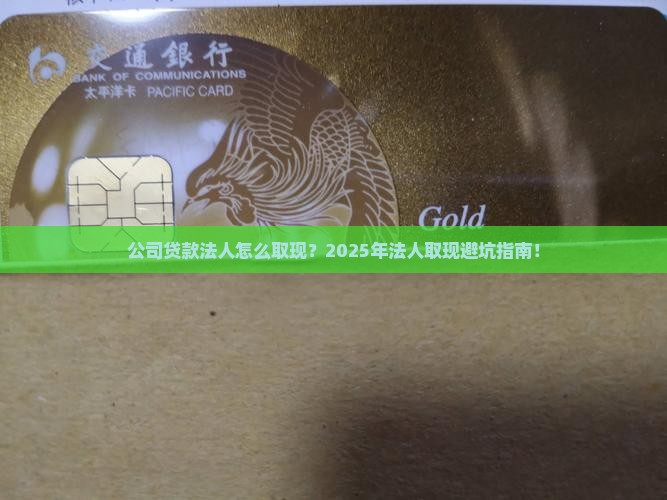 交通銀行
BANK OF COMMUNICATIONS
太平洋卡 PACIFIC CARD
Gold
公司贷款法人怎么取现？2025年法人取现避坑指南！